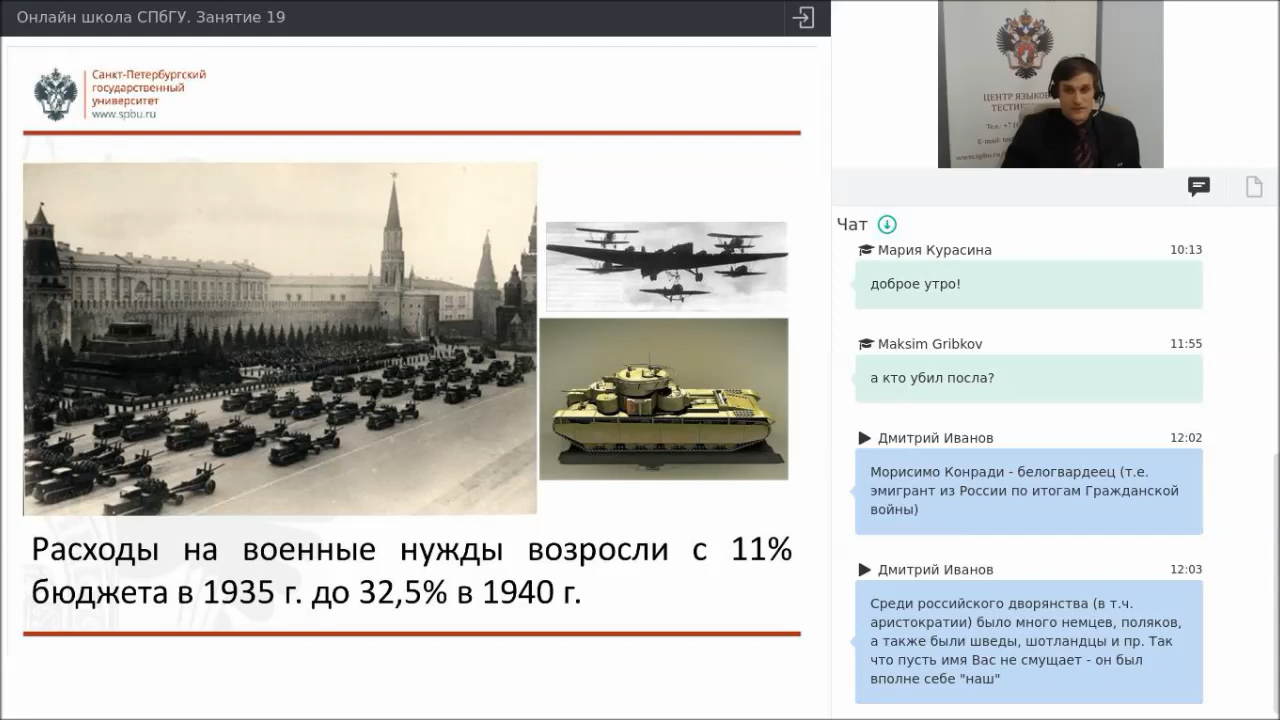 Онлайн школа СПбГУ. Занятие 19
Санкт-Петербургский
государственный
университет
www.spbu.ru
Расходы на военные нужды возросли с 11%
бюджета в 1935 г. до 32,5% в 1940 г.
ЦЕНТР ЯЗЫКОВ
Тел.:
Чат
Мария Курасина 10:13
доброе утро!
Maksim Gribkov 11:55
а кто убил посла?
Дмитрий Иванов 12:02
Морисимо Конради - белогвардеец (т.е.
эмигрант из России по итогам Гражданской
войны)
Дмитрий Иванов 12:03
Среди российского дворянства (в т.ч.
аристократии) было много немцев, поляков,
а также были шведы, шотландцы и пр. Так
что пусть имя Вас не смущает - он был
вполне себе "наш"